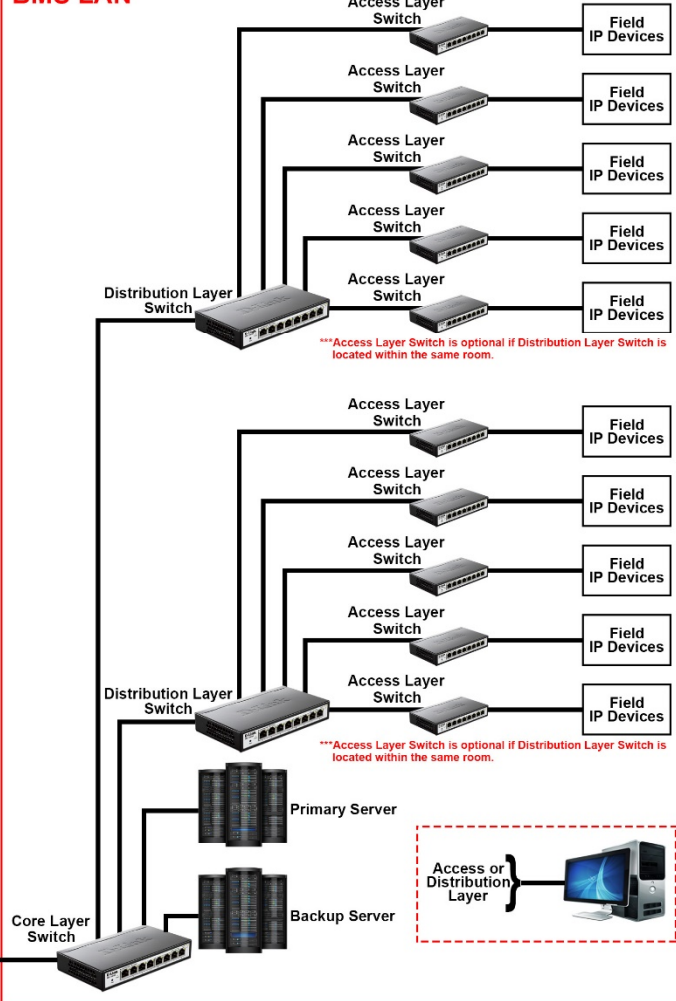 BMS LAN
Access Layer
Switch
Field
IP Devices
Access Layer
Switch
Field
IP Devices
Access Layer
Switch
Field
IP Devices
Access Layer
Switch
Field
IP Devices
Distribution Layer
Switch
Access Layer
Switch
Field
IP Devices
***Access Layer Switch is optional if Distribution Layer Switch is
located within the same room.
Access Layer
Switch
Field
IP Devices
Access Layer
Switch
Field
IP Devices
Access Layer
Switch
Field
IP Devices
Access Layer
Switch
Field
IP Devices
Distribution Layer
Switch
Access Layer
Switch
Field
IP Devices
***Access Layer Switch is optional if Distribution Layer Switch is
located within the same room.
Primary Server
Access or
Distribution
Layer
Backup Server
Core Layer
Switch